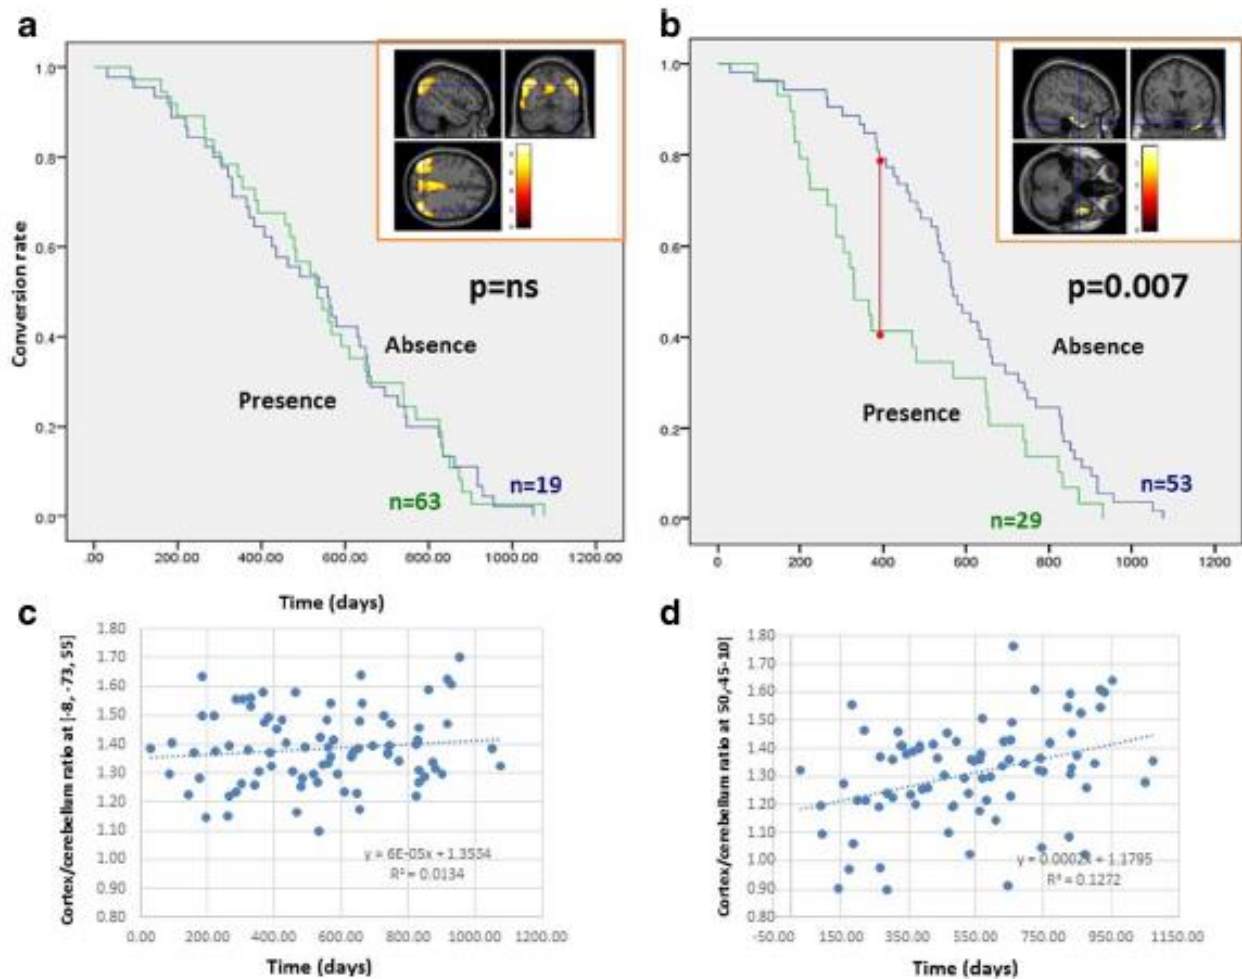 a
Conversion rate
1.0
0.8
0.6
0.4
0.2
0.0
p=ns
Absence
Presence
n=63
n=19
.00 200.00 400.00 600.00 800.00 1000.00 1200.00
Time (days)
b
1.0
0.8
0.6
0.4
0.2
0.0
p=0.007
Absence
Presence
n=53
n=29
0 200 400 600 800 1000 1200
c
Cortex/cerebellum ratio at [-8, -73, 55]
1.80
1.70
1.60
1.50
1.40
1.30
1.20
1.10
1.00
0.90
0.80
y = 6E-05x + 1.3534
R² = 0.0134
0.00 200.00 400.00 600.00 800.00 1000.00 1200.00
Time (days)
d
Cortex/cerebellum ratio at 50,-45-10]
1.80
1.70
1.60
1.50
1.40
1.30
1.20
1.10
1.00
0.90
0.80
y = 0.0002x + 1.1795
R² = 0.1272
-50.00 150.00 350.00 550.00 750.00 950.00 1150.00
Time (days)